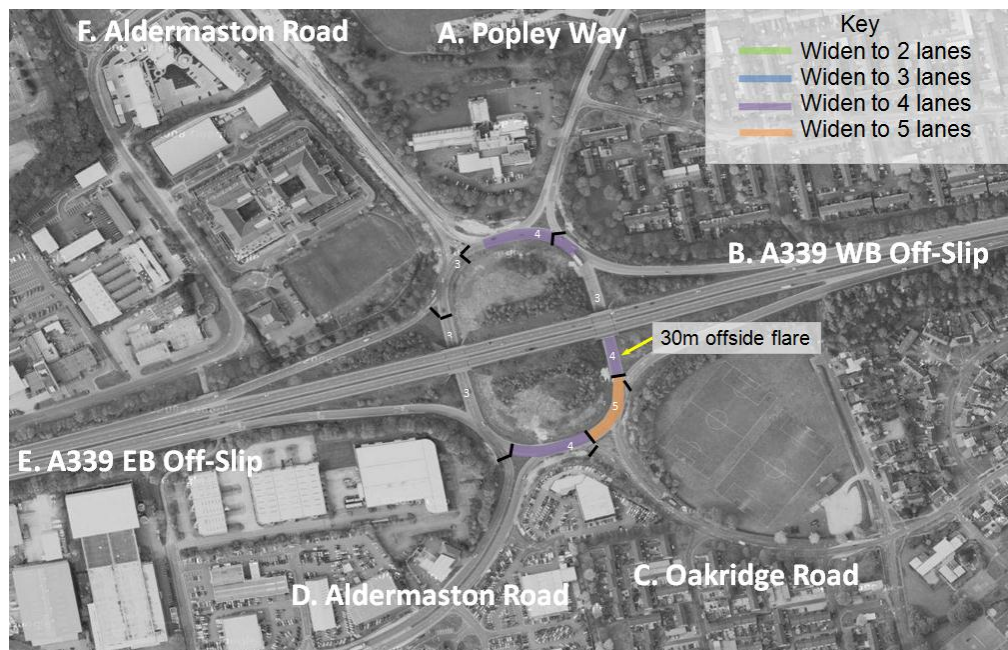 F. Aldermaston Road
A. Popley Way
Key
Widen to 2 lanes
Widen to 3 lanes
Widen to 4 lanes
Widen to 5 lanes
4
3
B. A339 WB Off-Slip
3
3
30m offside flare
4
3
5
4
E. A339 EB Off-Slip
C. Oakridge Road
D. Aldermaston Road